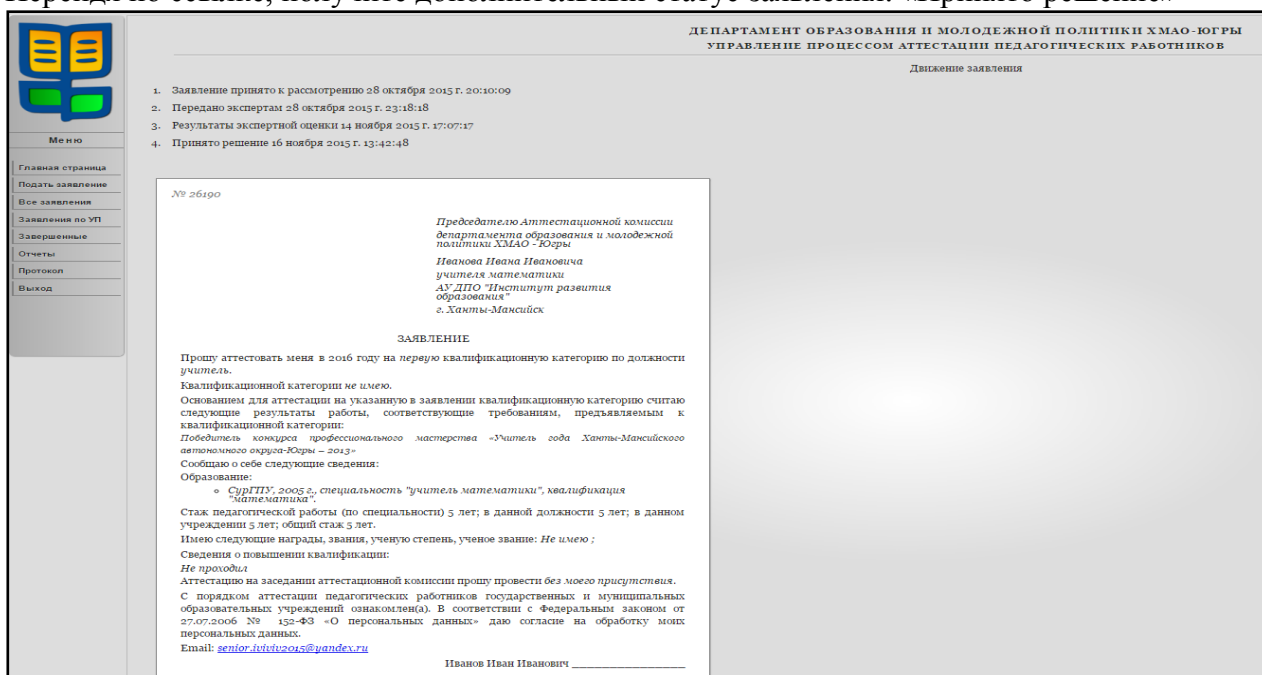 Перейдя по ссылке, получите дополнительный статус заявления: «Принято решение»
ДЕПАРТАМЕНТ ОБРАЗОВАНИЯ И МОЛОДЕЖНОЙ ПОЛИТИКИ ХМАО-ЮГРЫ
УПРАВЛЕНИЕ ПРОЦЕССОМ АТТЕСТАЦИИ ПЕДАГОГИЧЕСКИХ РАБОТНИКОВ
Движение заявления
1. Заявление принято к рассмотрению 28 октября 2015 г. 20:10:09
2. Передано экспертам 28 октября 2015 г. 23:18:18
3. Результаты экспертной оценки 14 ноября 2015 г. 17:07:17
4. Принято решение 16 ноября 2015 г. 13:42:48
Меню
Главная страница
Подать заявление
Все заявления
Заявления по УП
Завершенные
Отчеты
Протокол
Выход
№ 26190
Председателю Аттестационной комиссии
департамента образования и молодежной
политики ХМАО - Югры
Иванова Ивана Ивановича
учителя математики
АУ ДПО "Институт развития
образования"
г. Ханты-Мансийск
ЗАЯВЛЕНИЕ
Прошу аттестовать меня в 2016 году на первую квалификационную категорию по должности
учитель.
Квалификационной категории не имею.
Основанием для аттестации на указанную в заявлении квалификационную категорию считаю
следующие результаты работы, соответствующие требованиям, предъявляемым к
квалификационной категории:
Победитель конкурса профессионального мастерства «Учитель года Ханты-Мансийского
автономного округа-Югры – 2013»
Сообщаю о себе следующие сведения:
Образование:
СурГПУ, 2005 г., специальность "учитель математики", квалификация
"математика".
Стаж педагогической работы (по специальности) 5 лет; в данной должности 5 лет; в данном
учреждении 5 лет; общий стаж 5 лет.
Имею следующие награды, звания, ученую степень, ученое звание: Не имею ;
Сведения о повышении квалификации:
Не проходил
Аттестацию на заседании аттестационной комиссии прошу провести без моего присутствия.
С порядком аттестации педагогических работников государственных и муниципальных
образовательных учреждений ознакомлен(а). В соответствии с Федеральным законом от
27.07.2006 № 152-ФЗ «О персональных данных» даю согласие на обработку моих
персональных данных.
Email: senior.iviviv2015@yandex.ru
Иванов Иван Иванович _______________